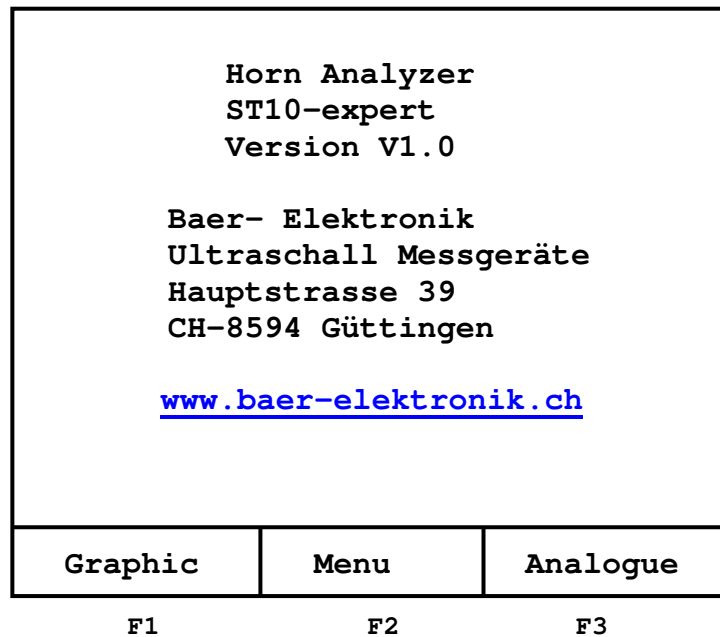 Horn Analyzer
ST10-expert
Version V1.0
Baer- Elektronik
Ultraschall Messgeräte
Hauptstrasse 39
CH-8594 Güttingen
www.baer-elektronik.ch
Graphic Menu Analogue
F1 F2 F3